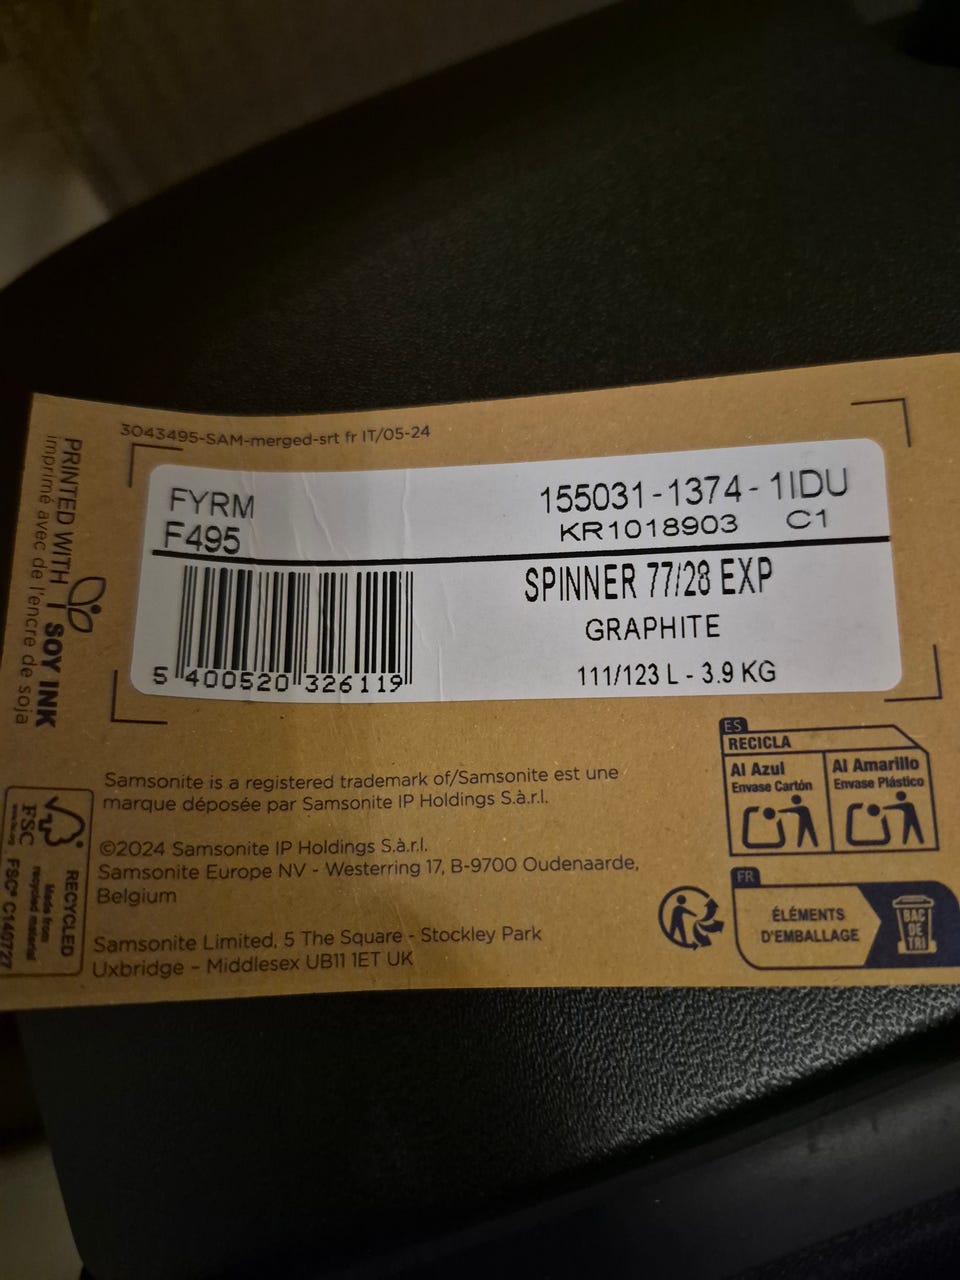 3043495-SAM-merged-srt fr IT/05-24
FYRM
F495
155031-1374-1IDU
KR1018903 C1
SPINNER 77/28 EXP
GRAPHITE
111/123 L - 3.9 KG
5 400520 326119
PRINTED WITH SOY INK
imprimé avec de l'encre de soja
Samsonite is a registered trademark of/Samsonite est une
marque déposée par Samsonite IP Holdings S.à.r.l.
©2024 Samsonite IP Holdings S.à.r.l.
Samsonite Europe NV - Westerring 17, B-9700 Oudenaarde,
Belgium
Samsonite Limited, 5 The Square - Stockley Park
Uxbridge - Middlesex UB11 1ET UK
ES
RECICLA
Al Azul
Envase Cartón
Al Amarillo
Envase Plástico
FR
ÉLÉMENTS
D'EMBALLAGE
BAC
DE
TRI
RECYCLED
Made from
recycled material
FSC
FSC® C140727